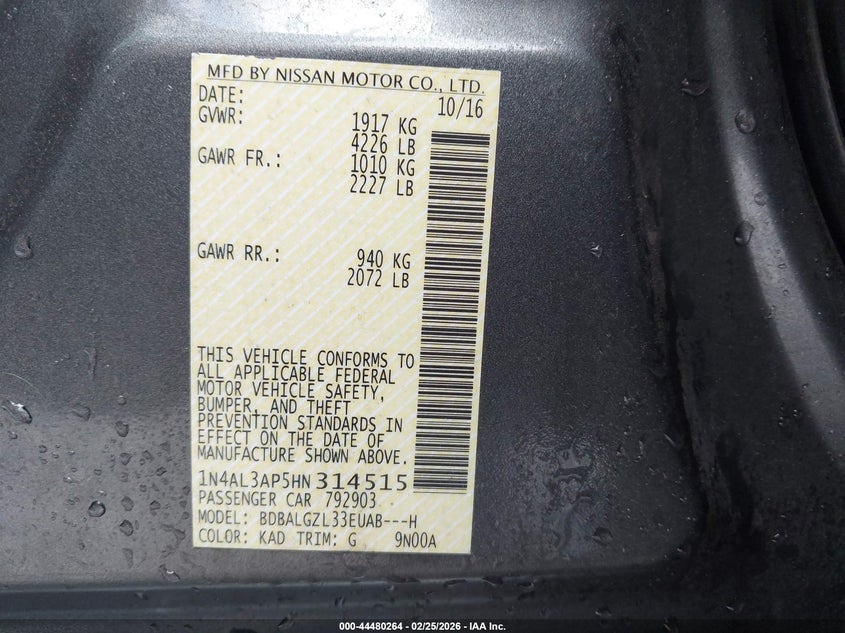 MFD BY NISSAN MOTOR CO., LTD.
DATE: 10/16
GVWR: 1917 KG
4226 LB
GAWR FR.: 1010 KG
2227 LB
GAWR RR.: 940 KG
2072 LB
THIS VEHICLE CONFORMS TO
ALL APPLICABLE FEDERAL
MOTOR VEHICLE SAFETY,
BUMPER, AND THEFT
PREVENTION STANDARDS IN
EFFECT ON THE DATE OF
MANUFACTURE SHOWN ABOVE.
1N4AL3AP5HN314515
PASSENGER CAR 792903
MODEL: BDBALGZL33EUAB---H
COLOR: KAD TRIM: G 9N00A
000-44480264 - 02/25/2026 - IAA Inc.